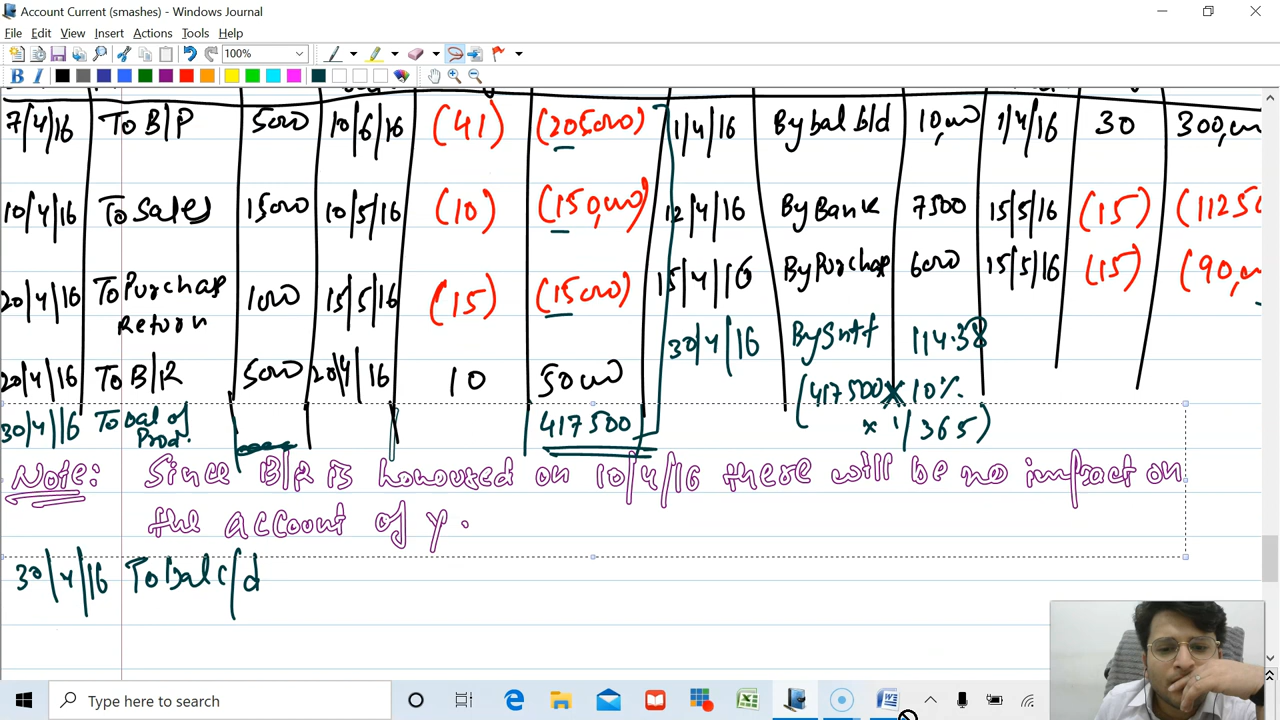 Account Current (smashes) - Windows Journal
File Edit View Insert Actions Tools Help
100%
B I
7/4/16 To B/P 5000 10/6/16 (41) (205000) 1/4/16 By bal b/d 10,000 1/4/16 30 300,000
10/4/16 To Sales 15000 10/5/16 (10) (150,000) 12/4/16 By Bank 7500 15/5/16 (15) (11250
20/4/16 To Purchase 1000 15/5/16 (15) (15000) 15/4/16 By Purchase 6000 15/5/16 (15) (90,0
Return
30/4/16 By Intt 114.38
20/4/16 To B/R 5000 20/4/16 10 50000
(417500 x 10%
30/4/16 To Bal of 417500
Prod.
x 1/365)
Note: Since B/R is honoured on 10/4/16 there will be no impact on
the account of y.
30/4/16 To Bal c/d
Type here to search